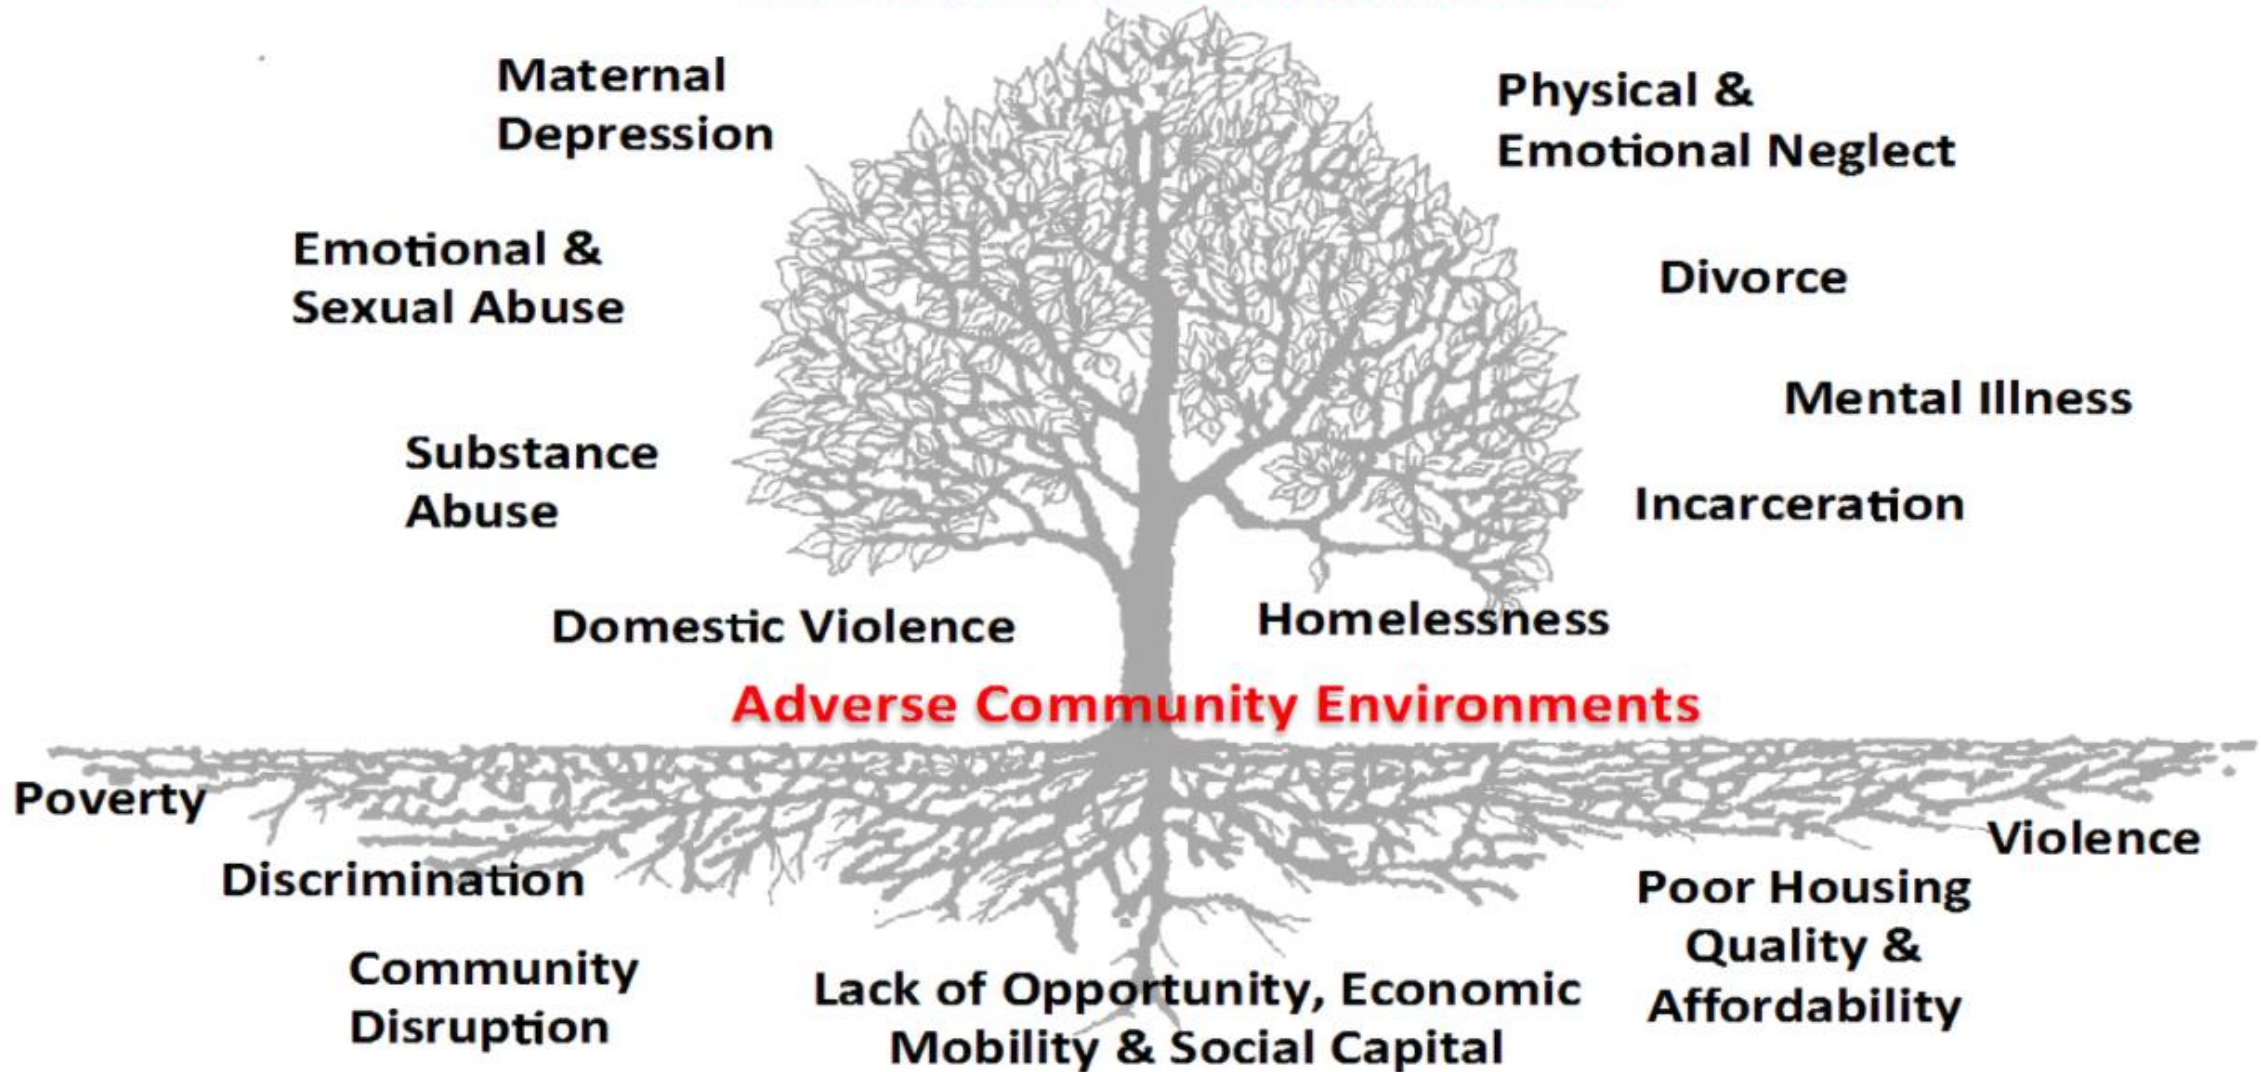 Maternal
Depression
Physical &
Emotional Neglect
Emotional &
Sexual Abuse
Divorce
Mental Illness
Substance
Abuse
Incarceration
Domestic Violence
Homelessness
Adverse Community Environments
Poverty
Violence
Discrimination
Poor Housing
Quality &
Affordability
Community
Disruption
Lack of Opportunity, Economic
Mobility & Social Capital